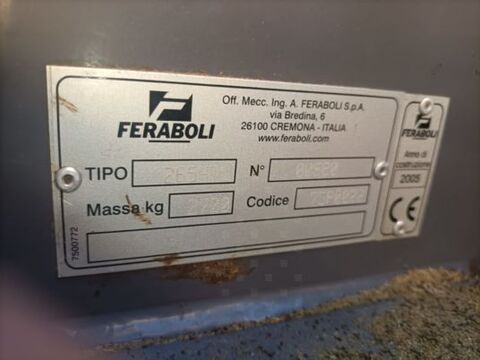 FERABOLI
Off. Mecc. Ing. A. FERABOLI S.p.A.
via Bredina, 6
26100 CREMONA - ITALIA
www.feraboli.com
TIPO
N°
Massa kg
Codice
7500772
FERABOLI
Anno di
costruzione
2005
CE